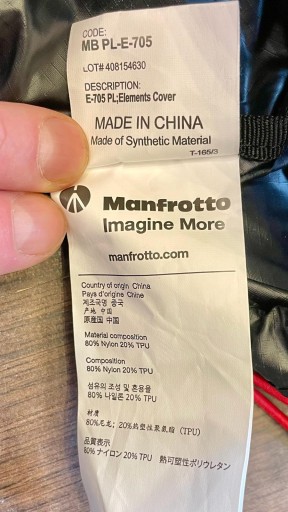 CODE:
MB PL-E-705
LOT# 408154630
DESCRIPTION:
E-705 PL;Elements Cover
MADE IN CHINA
Made of Synthetic Material
T-165/3
Manfrotto
Imagine More
manfrotto.com
Country of origin China
Pays d'origine Chine
제조국명 중국
产地 中国
原産国 中国
Material composition
80% Nylon 20% TPU
Composition
80% Nylon 20% TPU
섬유의 조성 및 혼용율
80% 나일론 20% TPU
材质
80%尼龙; 20%热塑性聚氨脂 (TPU)
品質表示
80% ナイロン 20% TPU 熱可塑性ポリウレタン